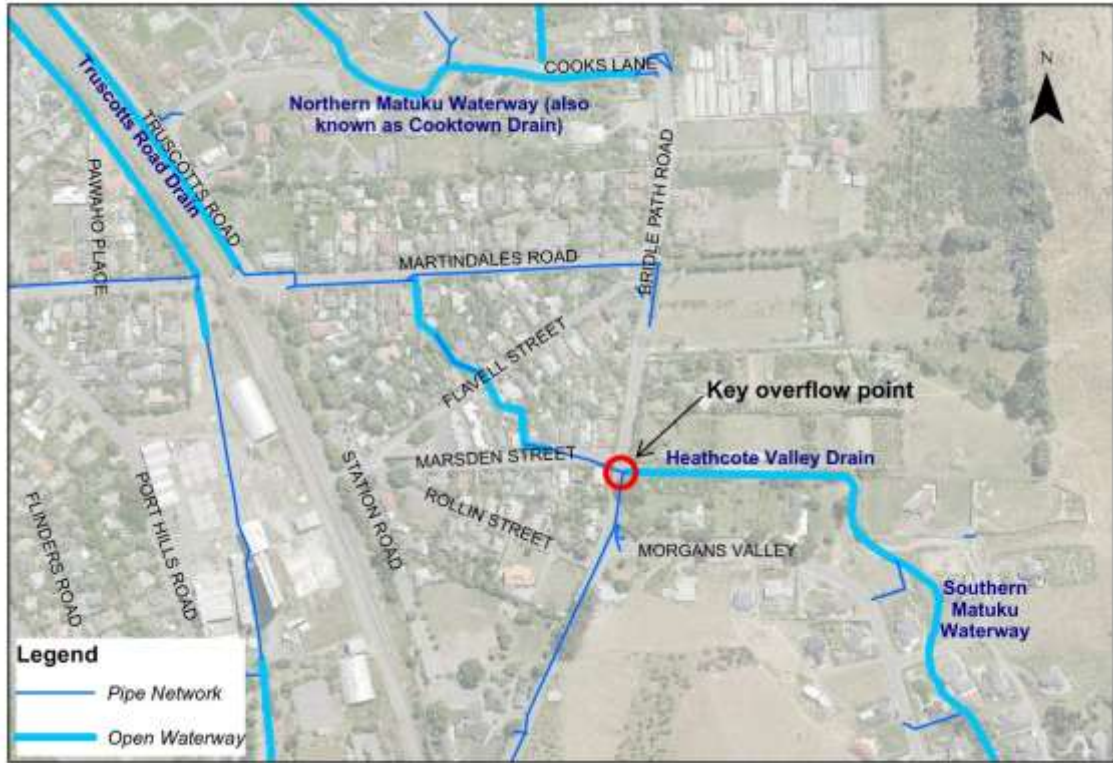 N
COOKS LANE
Northern Matuku Waterway (also
known as Cooktown Drain)
Truscotts Road Drain
TRUSCOTTS ROAD
PAWAHO PLACE
BRIDLE PATH ROAD
MARTINDALES ROAD
FLAVELL STREET
Key overflow point
MARSDEN STREET
Heathcote Valley Drain
STATION ROAD
ROLLIN STREET
PORT HILLS ROAD
FLINDERS ROAD
MORGANS VALLEY
Southern
Matuku
Waterway
Legend
Pipe Network
Open Waterway